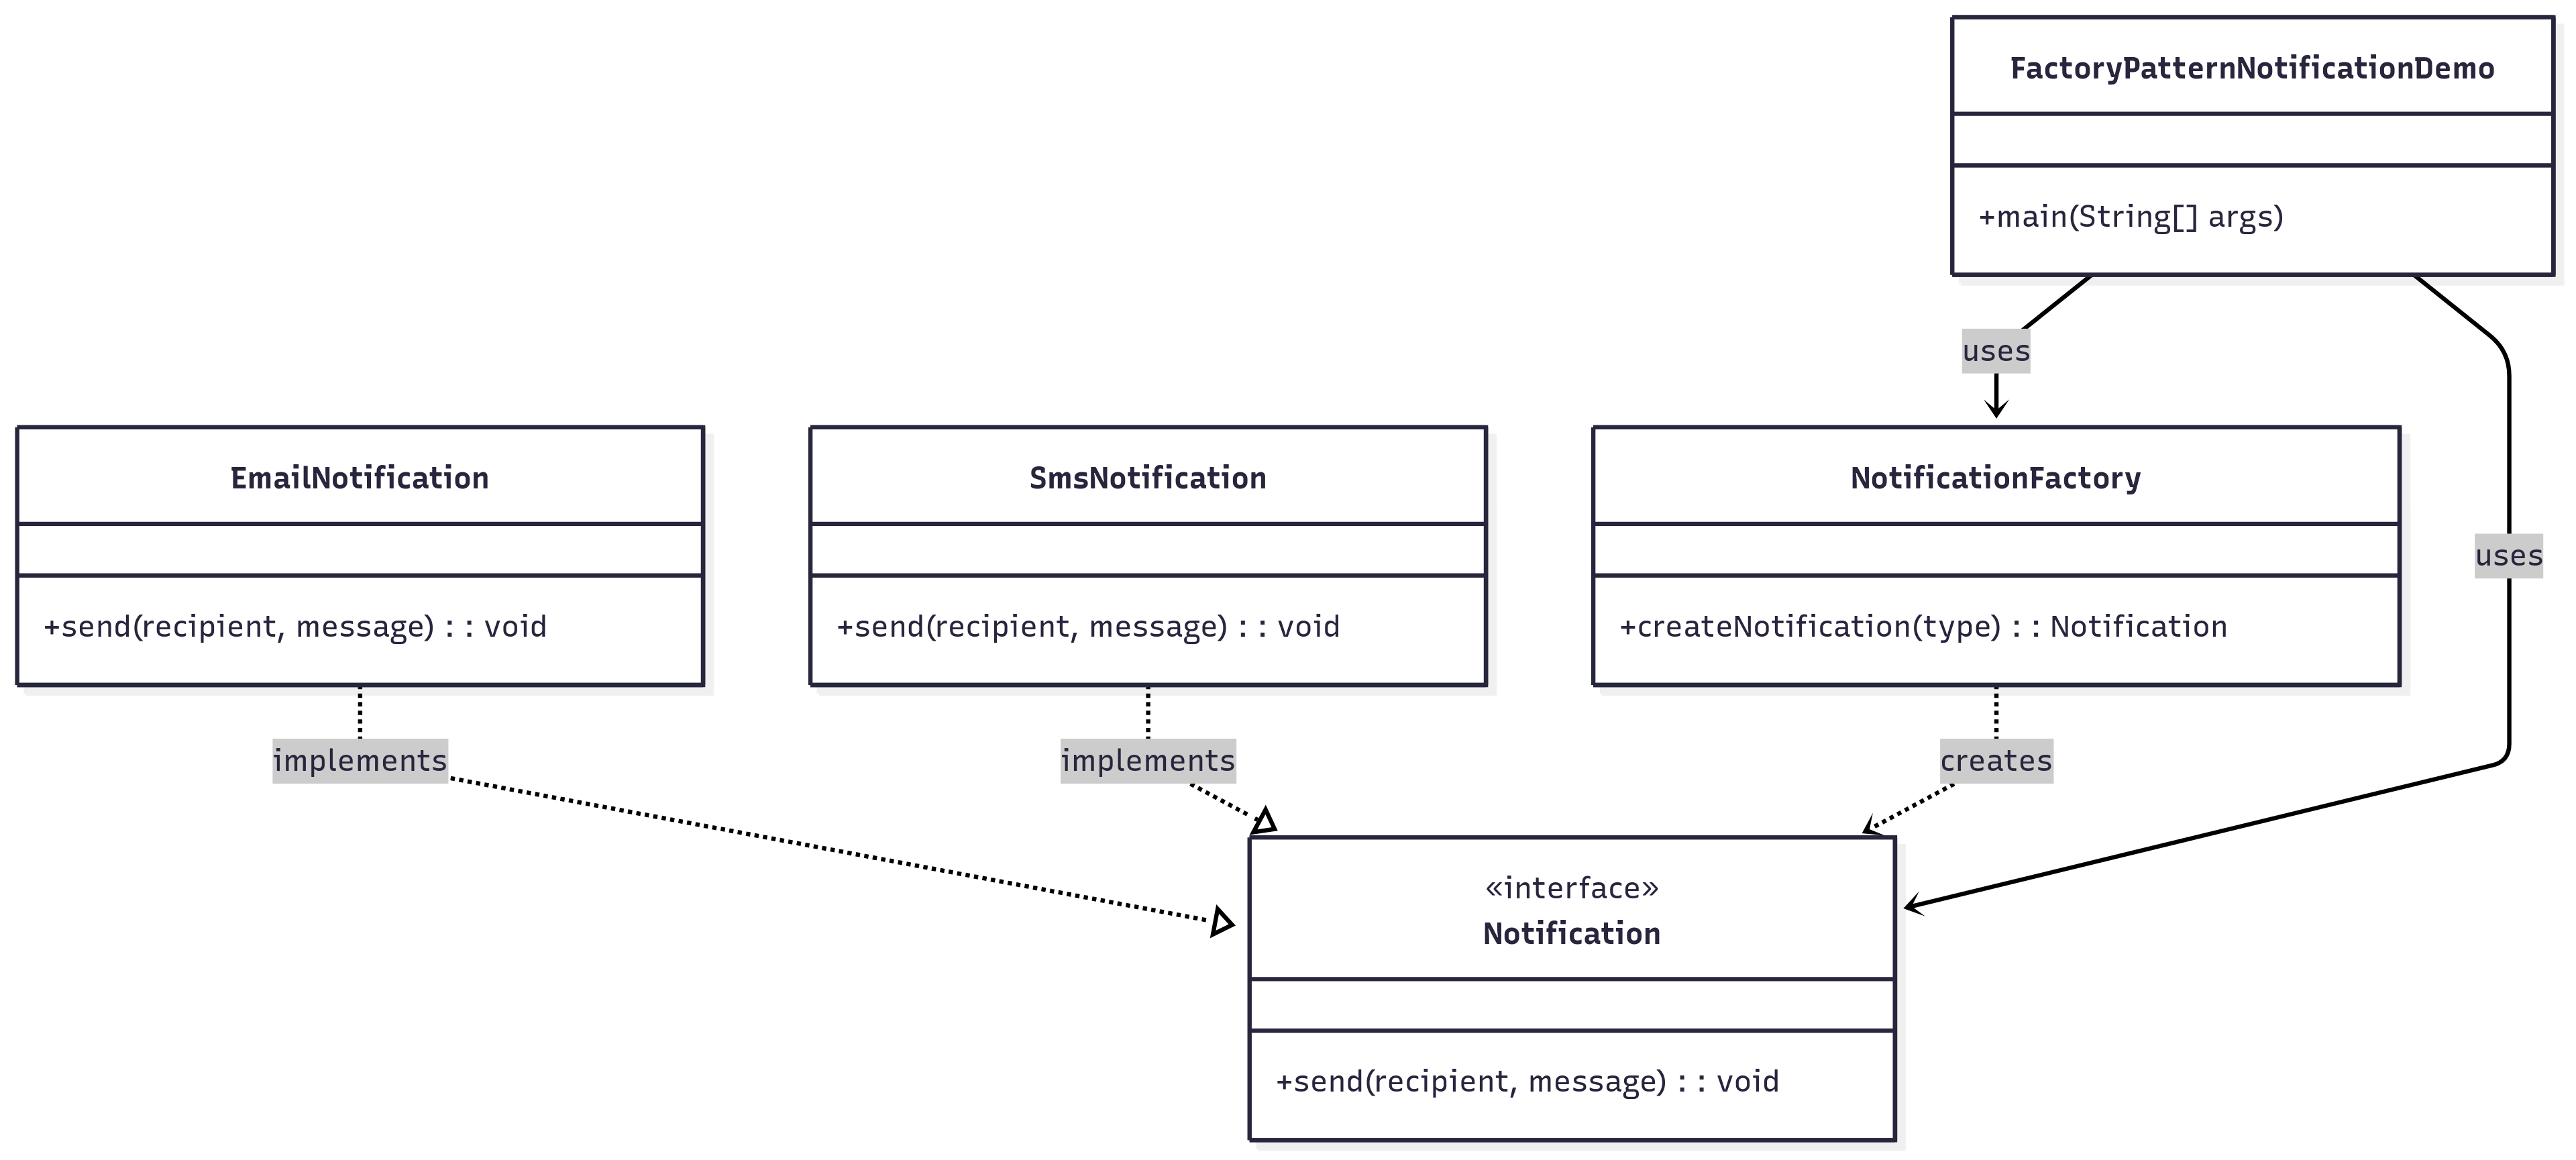 FactoryPatternNotificationDemo
+main(String[] args)
uses
EmailNotification
+send(recipient, message) : : void
SmsNotification
+send(recipient, message) : : void
NotificationFactory
+createNotification(type) : : Notification
uses
implements
implements
creates
«interface»
Notification
+send(recipient, message) : : void